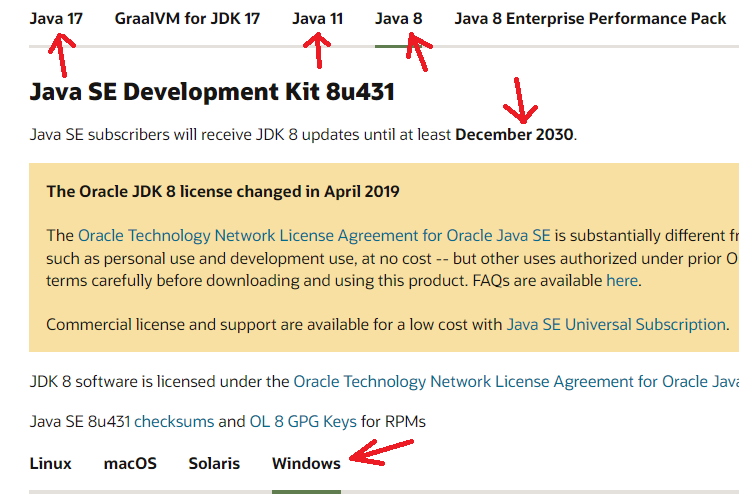 Java 17 GraalVM for JDK 17 Java 11 Java 8 Java 8 Enterprise Performance Pack
Java SE Development Kit 8u431
Java SE subscribers will receive JDK 8 updates until at least December 2030.
The Oracle JDK 8 license changed in April 2019
The Oracle Technology Network License Agreement for Oracle Java SE is substantially different
such as personal use and development use, at no cost -- but other uses authorized under prior
terms carefully before downloading and using this product. FAQs are available here.
Commercial license and support are available for a low cost with Java SE Universal Subscription.
JDK 8 software is licensed under the Oracle Technology Network License Agreement for Oracle Java
Java SE 8u431 checksums and OL 8 GPG Keys for RPMs
Linux macOS Solaris Windows